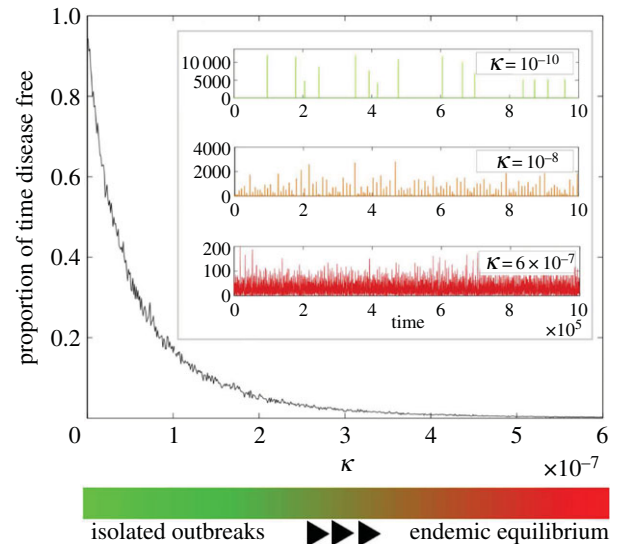 1.0
0.8
0.6
0.4
0.2
0
proportion of time disease free
10 000
5000
0
κ = 10⁻¹⁰
0 2 4 6 8 10
4000
2000
0
κ = 10⁻⁸
0 2 4 6 8 10
200
100
0
κ = 6 × 10⁻⁷
0 2 4 6 8 10
time
×10⁵
1 2 3 4 5 6
κ
×10⁻⁷
isolated outbreaks
endemic equilibrium